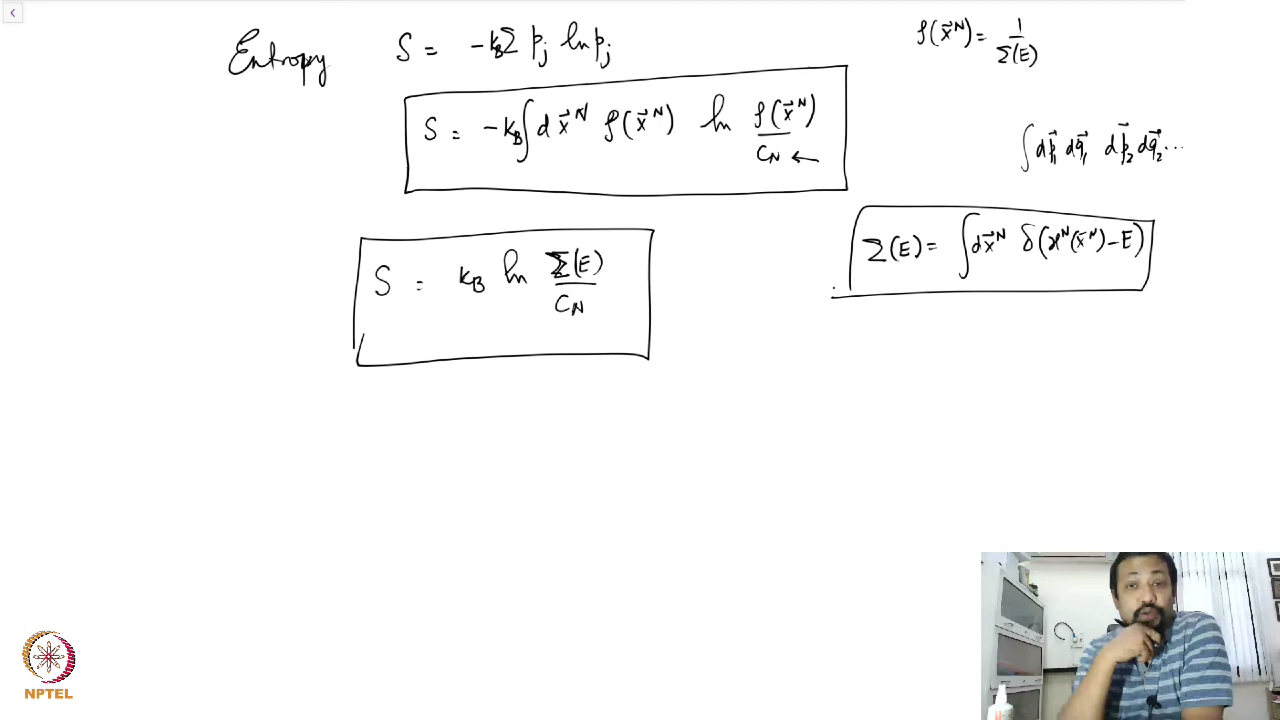 Entropy S = -k_B Σ p_j ln p_j
ρ(x⃗^N) = 1/Σ(E)
S = -k_B ∫ d x⃗^N ρ(x⃗^N) ln ρ(x⃗^N)/C_N ←
∫ dp⃗_1 dq⃗_1 dp⃗_2 dq⃗_2 ...
Σ(E) = ∫ dx⃗^N δ(H^N(x⃗^N) - E)
S = k_B ln Σ(E)/C_N
NPTEL